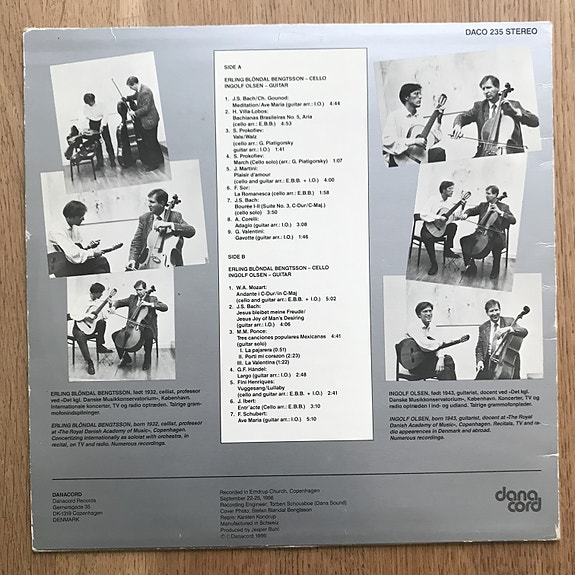 DACO 235 STEREO
SIDE A
ERLING BLÖNDAL BENGTSSON – CELLO
INGOLF OLSEN – GUITAR
1. J.S. Bach/Ch. Gounod:
Meditation/Ave Maria (guitar arr.: I.O.) 4:44
2. H. Villa-Lobos:
Bachianas Brasileiras No. 5, Aria
(cello arr.: E.B.B.) 4:53
3. S. Prokofiev:
Vals/Walz
(cello arr.: G. Piatigorsky
guitar arr.: I.O.) 1:41
4. S. Prokofiev:
March (Cello solo) (arr.: G. Piatigorsky) 1:07
5. J. Martini:
Plaisir d'amour
(cello and guitar arr.: E.B.B. + I.O.) 4:00
6. F. Sor:
La Romanesca (cello arr.: E.B.B.) 1:58
7. J.S. Bach:
Bourée I-II (Suite No. 3, C-Dur/C-Maj.)
(cello solo) 3:50
8. A. Corelli:
Adagio (guitar arr.: I.O.) 3:08
9. G. Valentini:
Gavotte (guitar arr.: I.O.) 1:46
SIDE B
ERLING BLÖNDAL BENGTSSON – CELLO
INGOLF OLSEN – GUITAR
1. W.A. Mozart:
Andante i C-Dur/in C-Maj
(cello and guitar arr.: E.B.B. + I.O.) 5:02
2. J.S. Bach:
Jesus bleibet meine Freude/
Jesus Joy of Man's Desiring
(guitar arr.: I.O.) 4:06
3. M.M. Ponce:
Tres canciones populares Mexicanas 4:41
(guitar solo)
I. La pajarera (0:51)
II. Porti mi corazon (2:23)
III. La Valentina (1:22)
4. G.F. Händel:
Largo (guitar arr.: I.O.) 2:48
5. Fini Henriques:
Vuggesang/Lullaby
(cello and guitar arr.: E.B.B. + I.O.) 2:41
6. J. Ibert:
Entr'acte (Cello E.B.B.) 3:10
7. F. Schubert:
Ave Maria (guitar arr.: I.O.) 5:10
ERLING BLÖNDAL BENGTSSON, født 1932, cellist, professor
ved »Det kgl. Danske Musikkonservatorium«, København.
Internationale koncerter, TV og radio optræden. Talrige gram-
mofonindspilninger.
ERLING BLÖNDAL BENGTSSON, born 1932, cellist, professor
at »The Royal Danish Academy of Music«, Copenhagen.
Concertizing internationally as soloist with orchestra, in
recital, on TV and radio. Numerous recordings.
INGOLF OLSEN, født 1943, guitarist, docent ved »Det kgl.
Danske Musikkonservatorium«, København. Koncerter, TV og
radio optræden i ind- og udland. Talrige grammofonplader.
INGOLF OLSEN, born 1943, guitarist, docent at »The Royal
Danish Academy of Music«, Copenhagen. Recitals, TV and ra-
dio appearences in Denmark and abroad.
Numerous recordings.
DANACORD
Danacord Records
Gernersgade 35
DK-1319 Copenhagen
DENMARK
Recorded in Emdrup Church, Copenhagen
September 22-25, 1986
Recording Engineer: Torben Schousboe (Dana Sound)
Cover Photo: Stefan Blöndal Bengtsson
Repro: Karsten Kondrup
Manufactured in Schweiz
Produced by Jesper Buhl
Ⓟ © Danacord 1986
dana
cord